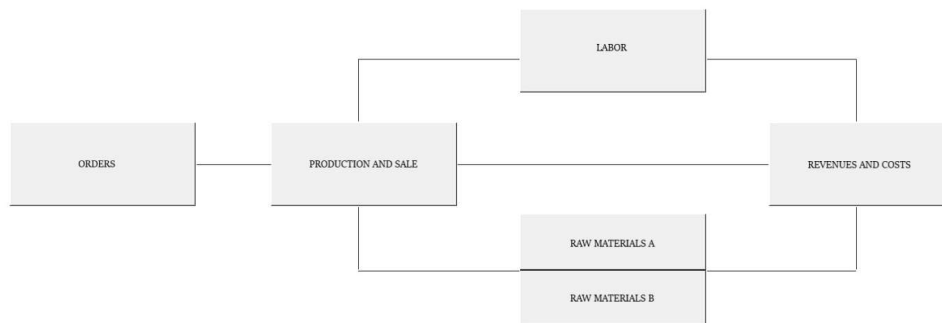 LABOR
ORDERS
PRODUCTION AND SALE
REVENUES AND COSTS
RAW MATERIALS A
RAW MATERIALS B